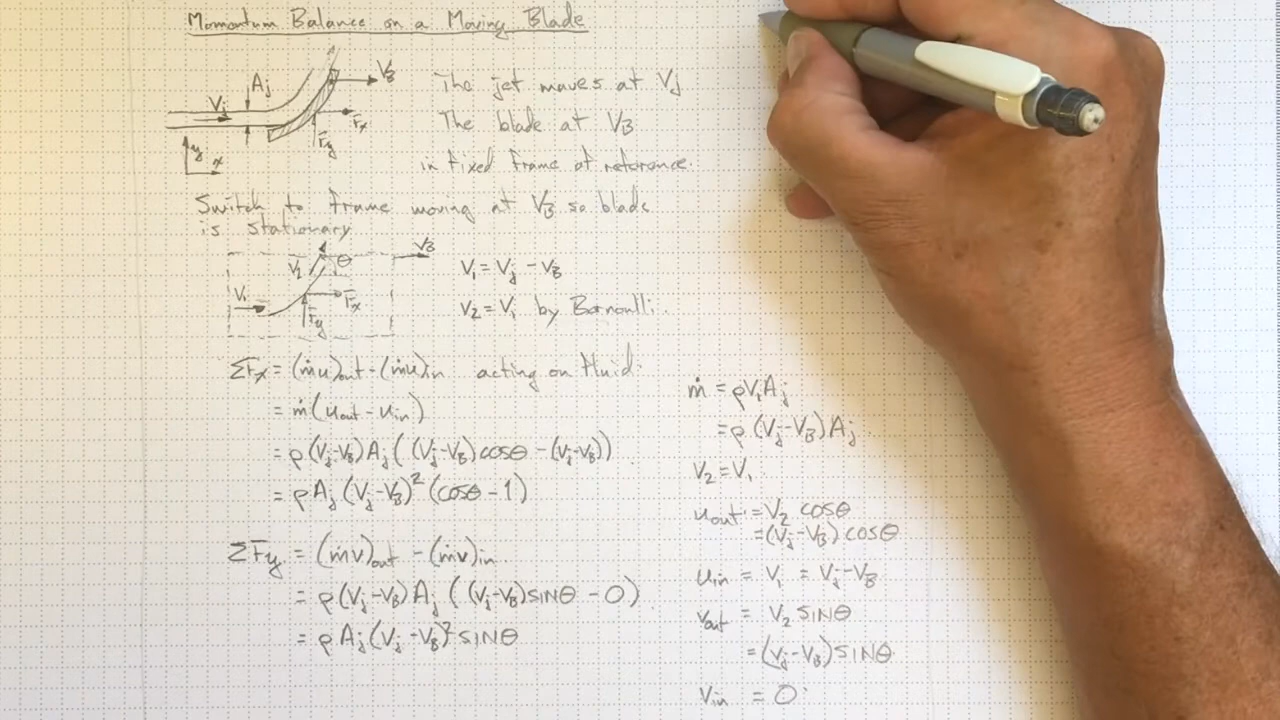 Momentum Balance on a Moving Blade
Aj
VB
Vj
Fx
Fy
y
x
The jet moves at Vj
The blade at VB
in fixed frame of reference.
Switch to frame moving at VB so blade
is stationary
VB
V2
θ
V1
Fx
Fy
V1 = Vj - VB
V2 = V1 by Bernoulli.
ΣFx = (ṁu)out - (ṁu)in acting on fluid.
= ṁ(uout - uin)
= ρ(Vj-VB)Aj((Vj-VB)cosθ - (Vj-VB))
= ρAj(Vj-VB)²(cosθ - 1)
ΣFy = (ṁv)out - (ṁv)in
= ρ(Vj-VB)Aj((Vj-VB)SINθ - 0)
= ρAj(Vj-VB)²SINθ
ṁ = ρV1Aj
= ρ(Vj-VB)Aj
V2 = V1
uout = V2 cosθ
= (Vj-VB)cosθ
uin = V1 = Vj-VB
vout = V2 SINθ
= (Vj-VB)SINθ
vin = 0